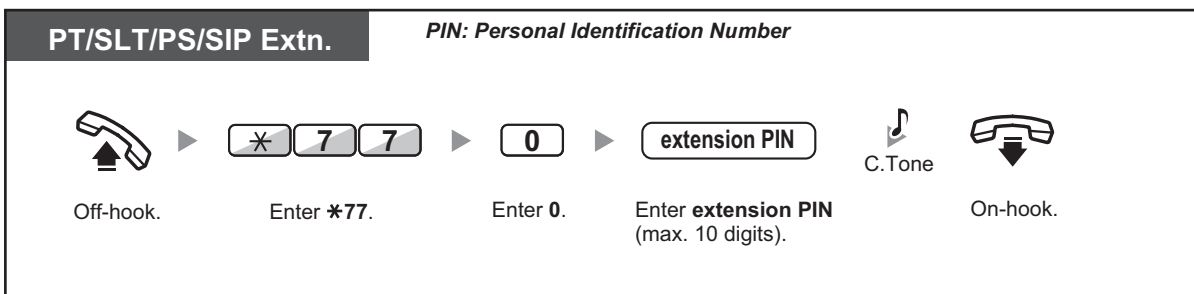 PT/SLT/PS/SIP Extn.
PIN: Personal Identification Number
✳ 7 7 0 extension PIN
C.Tone
Off-hook. Enter ✳77. Enter 0. Enter extension PIN On-hook.
(max. 10 digits).